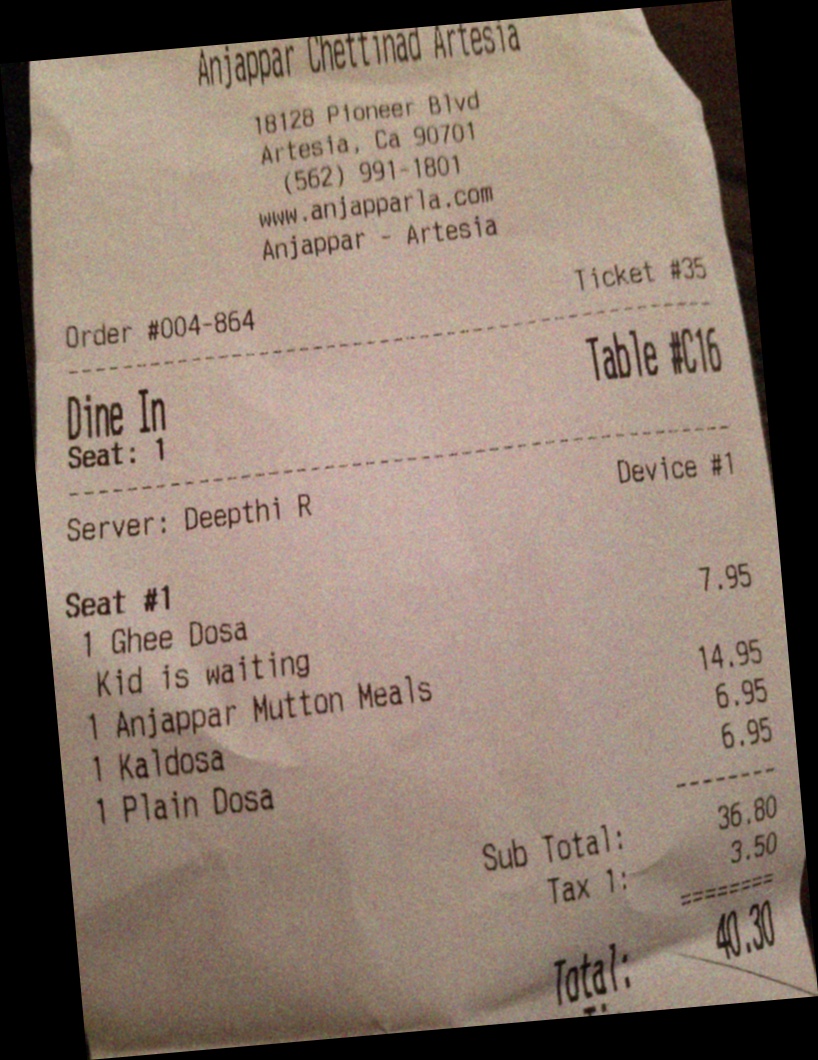 Anjappar Chettinad Artesia
18128 Pioneer Blvd
Artesia, Ca 90701
(562) 991-1801
www.anjapparla.com
Anjappar - Artesia
Order #004-864 Ticket #35
Dine In Table #C16
Seat: 1
Server: Deepthi R Device #1
Seat #1
1 Ghee Dosa 7.95
Kid is waiting
1 Anjappar Mutton Meals 14.95
1 Kaldosa 6.95
1 Plain Dosa 6.95
Sub Total: 36.80
Tax 1: 3.50
Total: 40.30